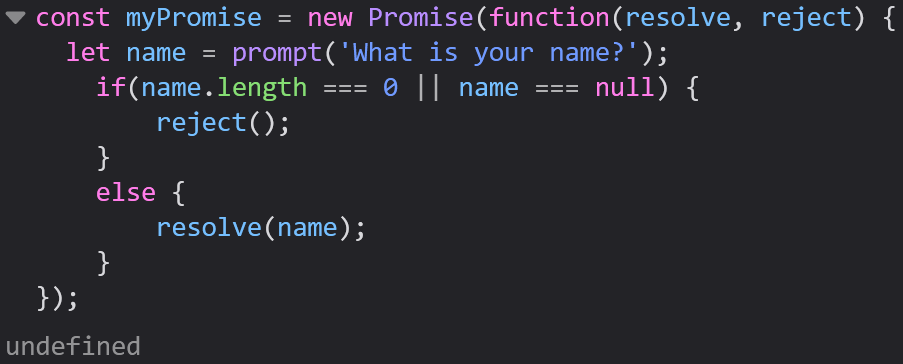 const myPromise = new Promise(function(resolve, reject) {
  let name = prompt('What is your name?');
    if(name.length === 0 || name === null) {
        reject();
    }
    else {
        resolve(name);
    }
});
undefined